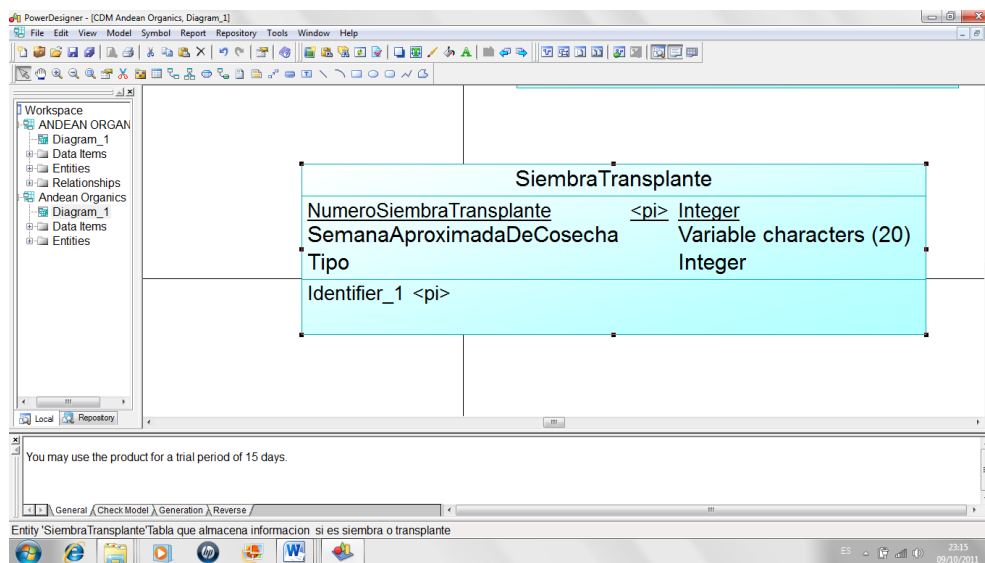 PowerDesigner - [CDM Andean Organics, Diagram_1]
File Edit View Model Symbol Report Repository Tools Window Help
Workspace
ANDEAN ORGAN
Diagram_1
Data Items
Entities
Relationships
Andean Organics
Diagram_1
Data Items
Entities
Local Repository
SiembraTransplante
NumeroSiembraTransplante <pi> Integer
SemanaAproximadaDeCosecha Variable characters (20)
Tipo Integer
Identifier_1 <pi>
You may use the product for a trial period of 15 days.
General Check Model Generation Reverse
Entity 'SiembraTransplante'Tabla que almacena informacion si es siembra o transplante
ES
23:15
09/10/2011